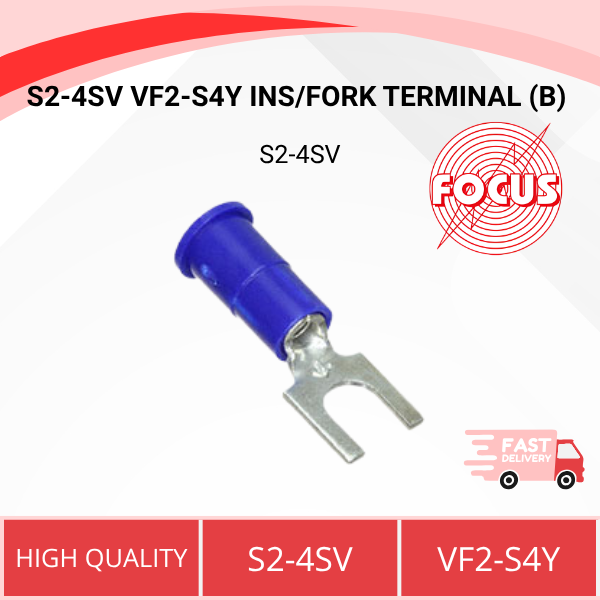 S2-4SV VF2-S4Y INS/FORK TERMINAL (B)
S2-4SV
FOCUS
FAST
DELIVERY
HIGH QUALITY
S2-4SV
VF2-S4Y